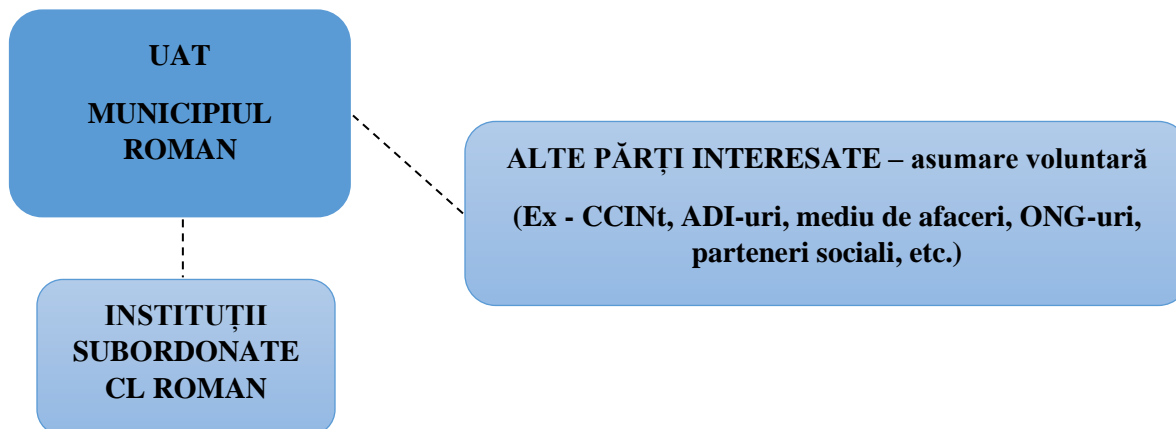 UAT
MUNICIPIUL
ROMAN
ALTE PĂRȚI INTERESATE – asumare voluntară
(Ex - CCINt, ADI-uri, mediu de afaceri, ONG-uri,
parteneri sociali, etc.)
INSTITUȚII
SUBORDONATE
CL ROMAN